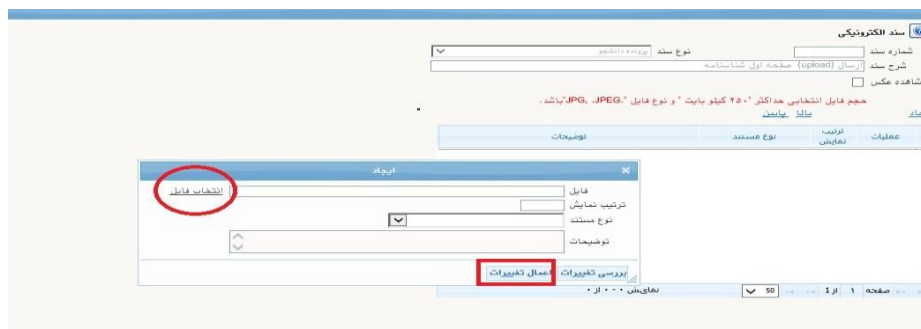 سند الکترونیکی
شماره سند نوع سند پرونده دانشجو
شرح سند ارسال (upload) صفحه اول شناسنامه
شاهده عکس
حجم فایل انتخابی حداکثر "۲۵۰ کیلو بایت" و نوع فایل "JPG, .JPEG."باشد.
اد بالا پایین
عملیات ترتیب نمایش نوع مستند توضیحات
ایجاد
فایل انتخاب فایل
ترتیب نمایش
نوع مستند
توضیحات
بررسی تغییرات اعمال تغییرات
صفحه ۱ از 1 50 نمایش ۰ - ۰ از ۰